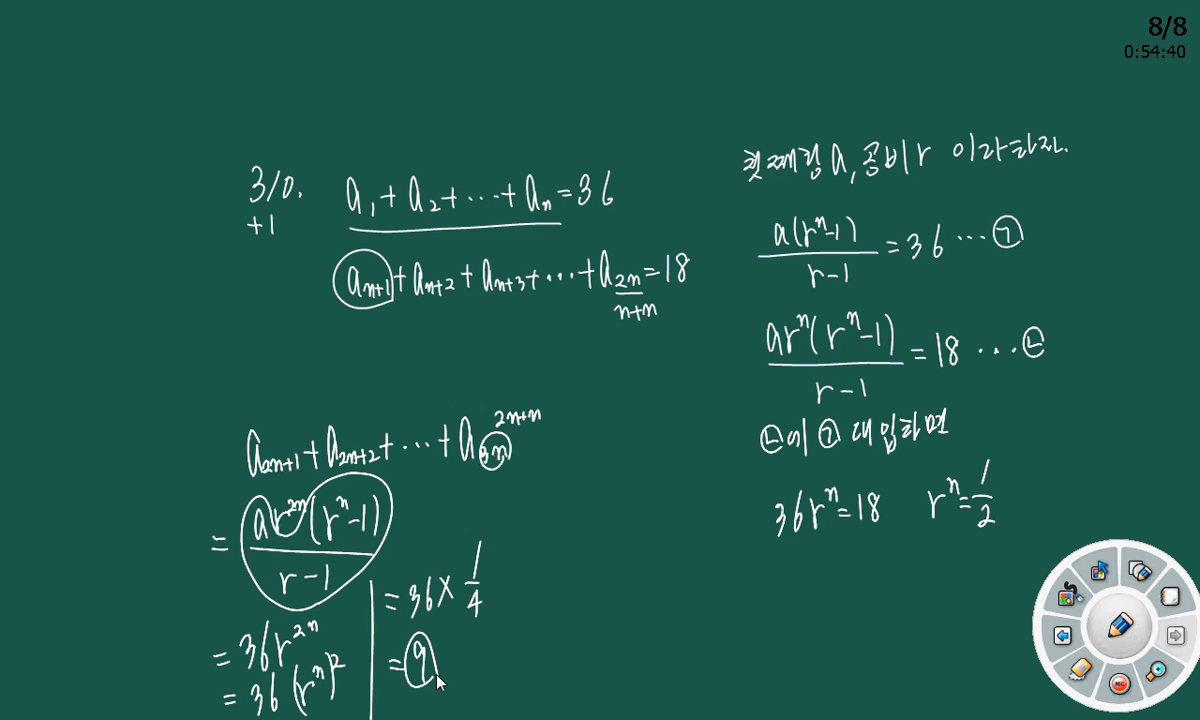 8/8
0:54:40
310.
+1
a₁+a₂+⋯+aₙ=36
aₙ₊₁+aₙ₊₂+aₙ₊₃+⋯+a₂ₙ=18
n+n
첫째항 a, 공비 r 이라하자.
a(rⁿ-1)/(r-1) = 36 ⋯ ㉠
arⁿ(rⁿ-1)/(r-1) = 18 ⋯ ㉡
㉡에 ㉠ 대입하면
36rⁿ=18 rⁿ=1/2
2n+n
a₂ₙ₊₁+a₂ₙ₊₂+⋯+a₃ₙ
= ar²ⁿ(rⁿ-1)/(r-1)
= 36r²ⁿ
= 36(rⁿ)²
= 36 × 1/4
= 9
REC